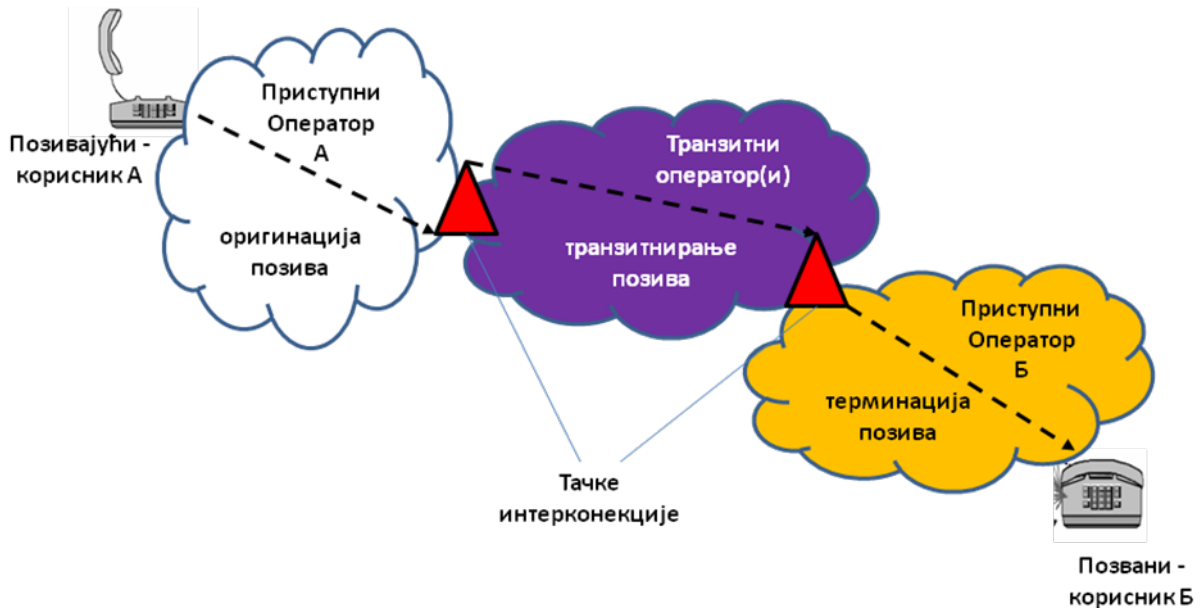 Позивајући -
корисник А
Приступни
Оператор
А
оригинација
позива
Транзитни
оператор(и)
транзитнирање
позива
Приступни
Оператор
Б
терминација
позива
Тачке
интерконекције
Позвани -
корисник Б